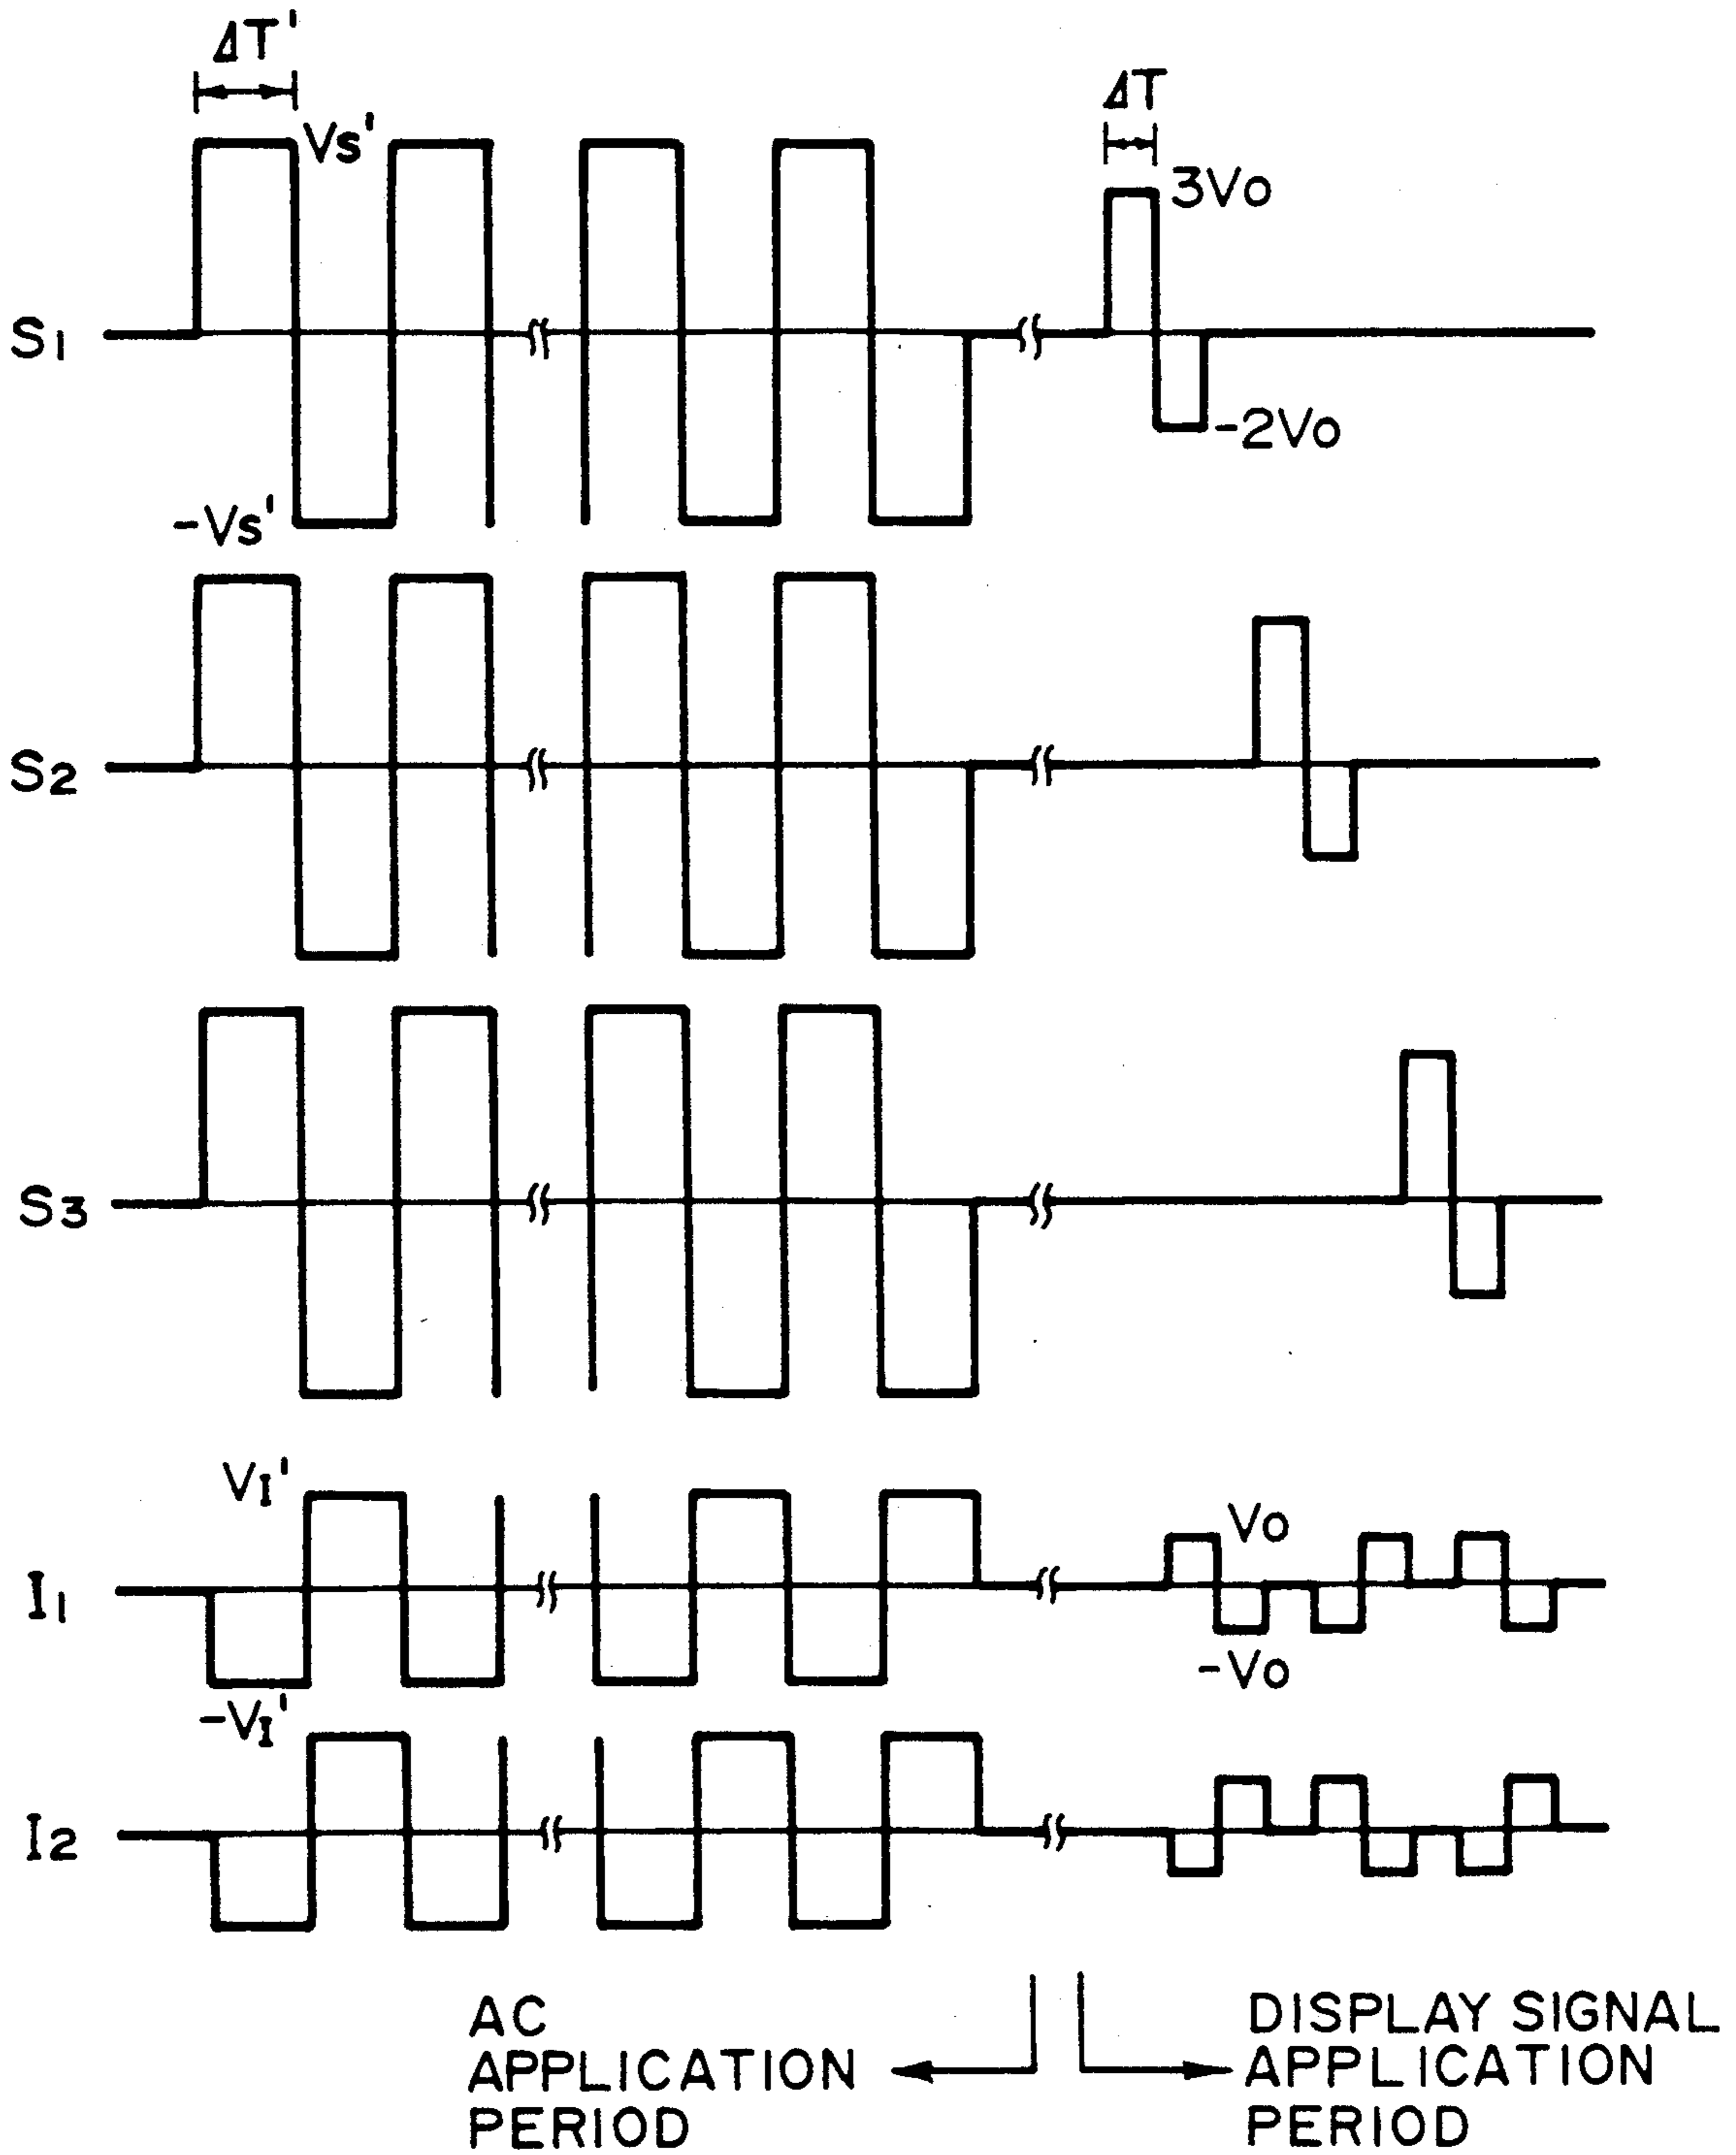 ΔT'
ΔT
Vs'
3Vo
S1
-2Vo
-Vs'
S2
S3
VI'
Vo
I1
-Vo
-VI'
I2
AC
APPLICATION
PERIOD
DISPLAY SIGNAL
APPLICATION
PERIOD